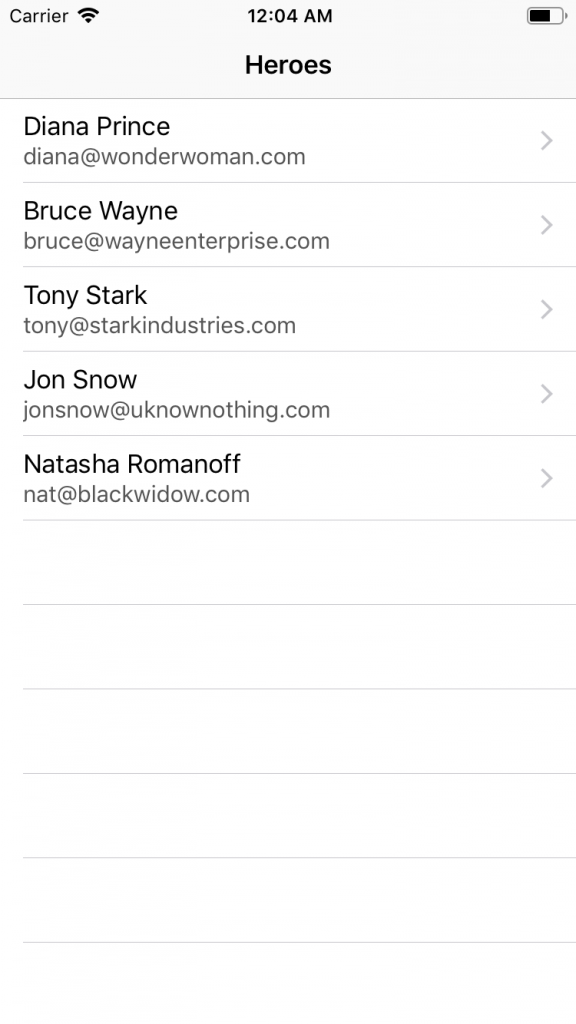 Carrier 12:04 AM
Heroes
Diana Prince
diana@wonderwoman.com
Bruce Wayne
bruce@wayneenterprise.com
Tony Stark
tony@starkindustries.com
Jon Snow
jonsnow@uknownothing.com
Natasha Romanoff
nat@blackwidow.com